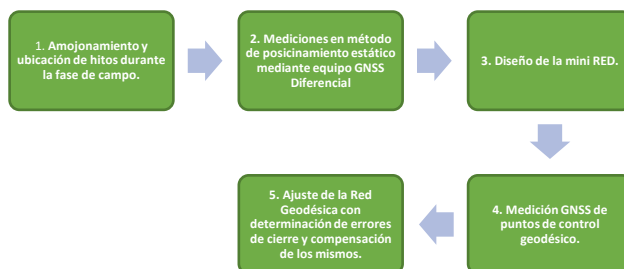 1. Amojonamiento y
ubicación de hitos durante
la fase de campo.
2. Mediciones en método
de posicinamiento estático
mediante equipo GNSS
Diferencial
3. Diseño de la mini RED.
4. Medición GNSS de
puntos de control
geodésico.
5. Ajuste de la Red
Geodésica con
determinación de errores
de cierre y compensación
de los mismos.